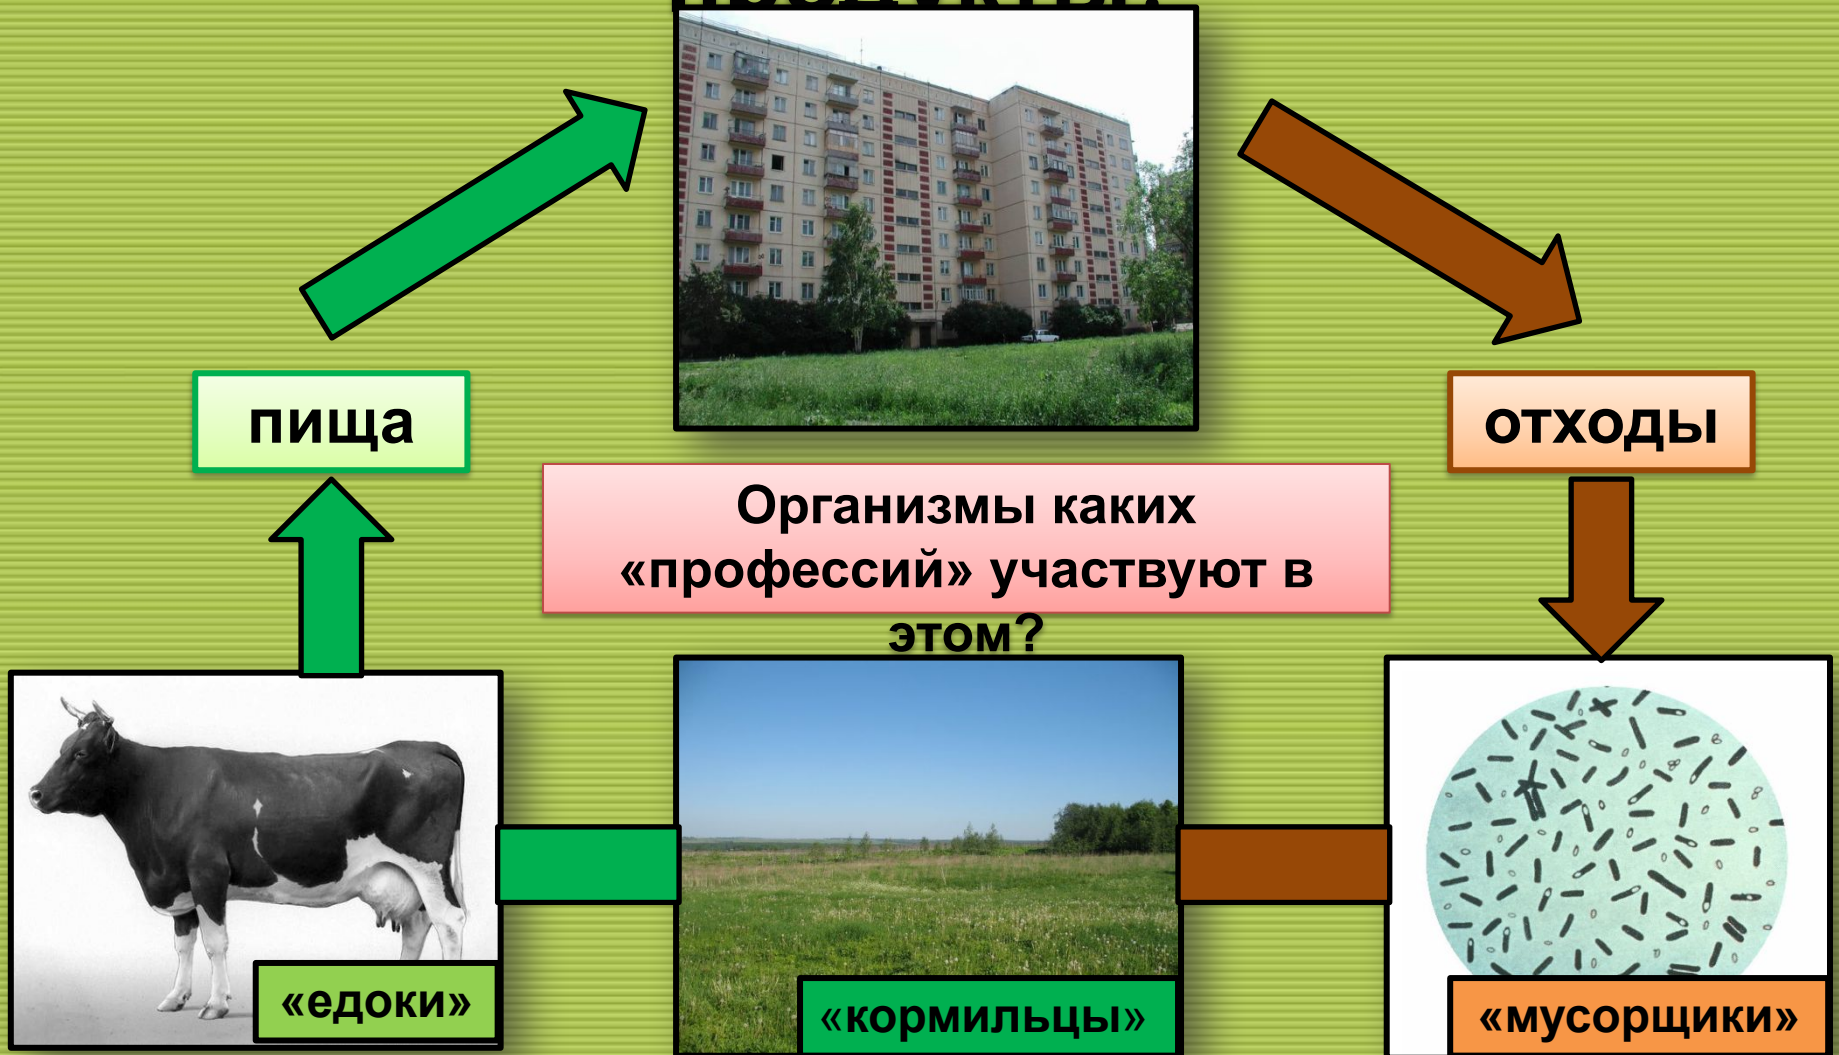 пища
отходы
Организмы каких
«профессий» участвуют в
этом?
«едоки»
«кормильцы»
«мусорщики»